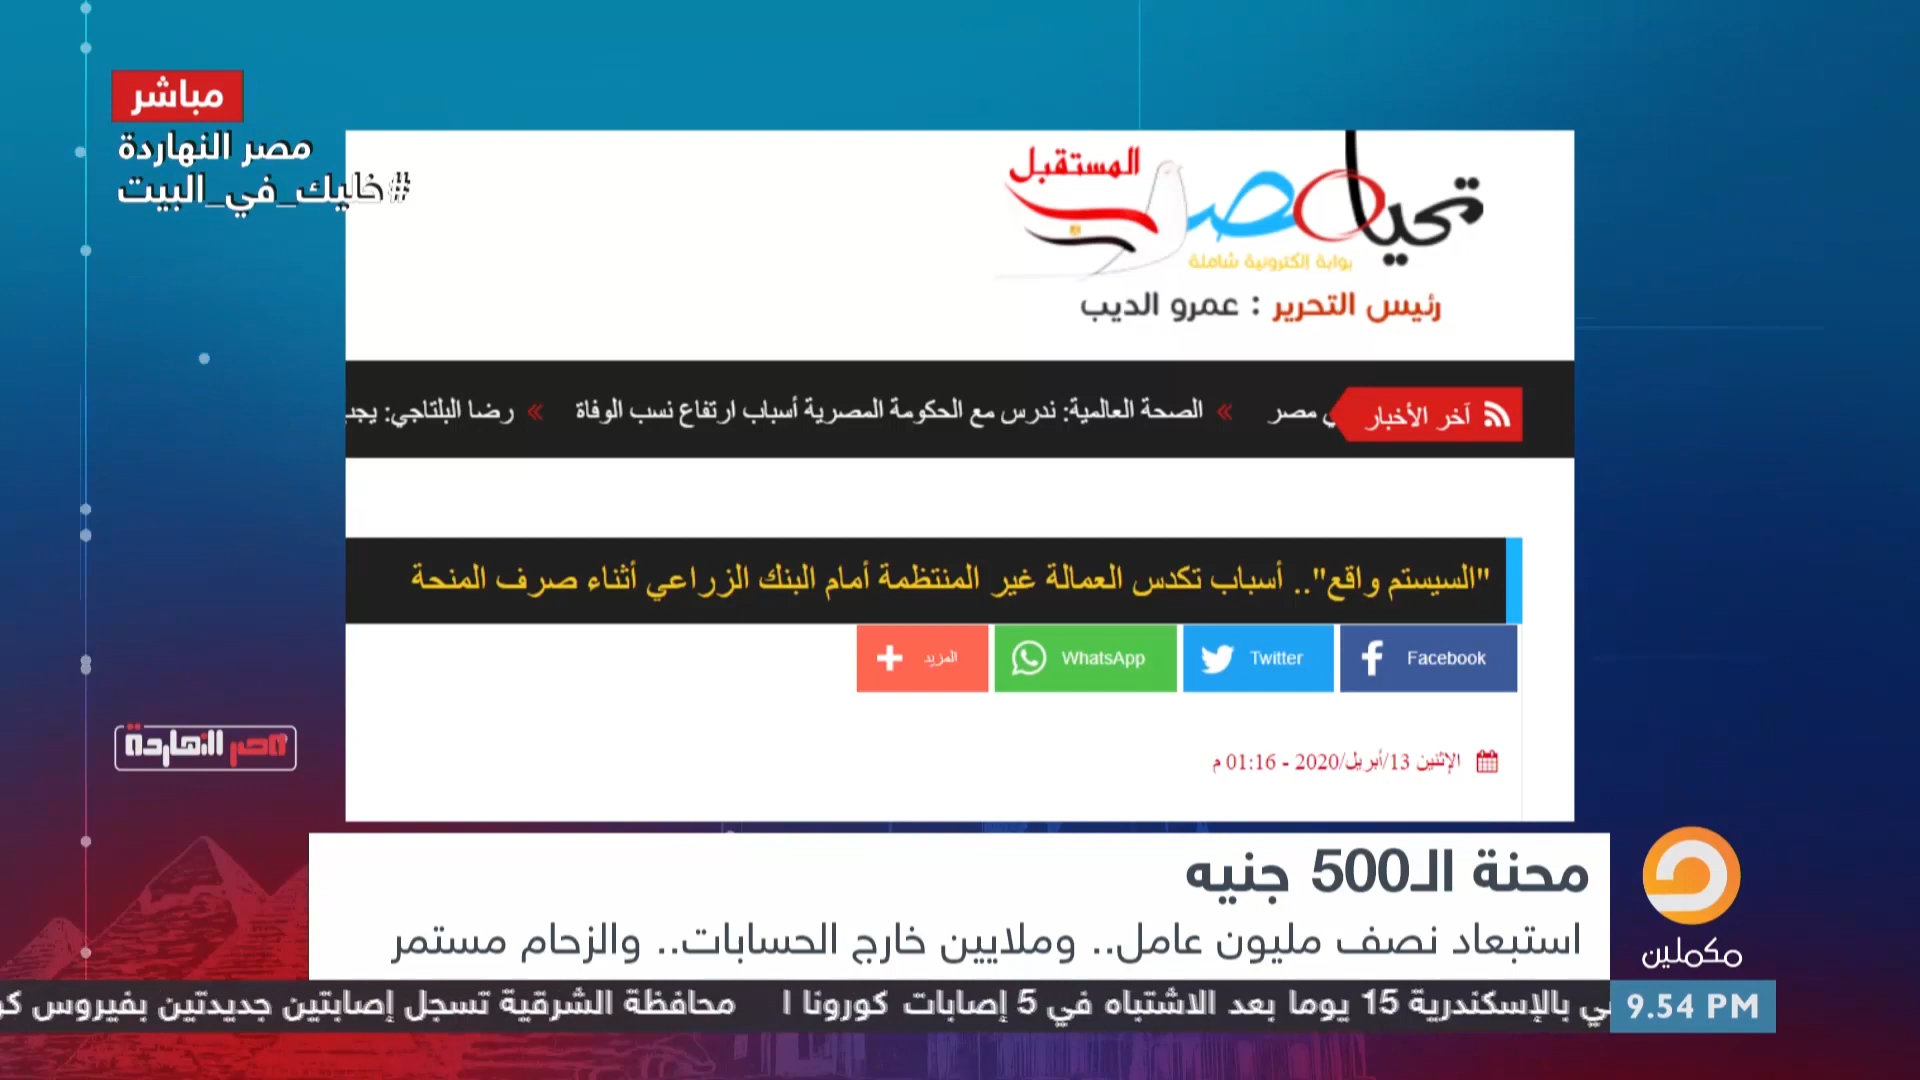 مباشر
مصر النهاردة
#خليك_في_البيت
المستقبل
تحيا مصر
بوابة إلكترونية شاملة
رئيس التحرير : عمرو الديب
آخر الأخبار
ي مصر « الصحة العالمية: ندرس مع الحكومة المصرية أسباب ارتفاع نسب الوفاة « رضا البلتاجي: يجب
"السيستم واقع".. أسباب تكدس العمالة غير المنتظمة أمام البنك الزراعي أثناء صرف المنحة
Facebook
Twitter
WhatsApp
المزيد
الإثنين 13/أبريل/2020 - 01:16 م
مصر النهاردة
محنة الـ500 جنيه
استبعاد نصف مليون عامل.. وملايين خارج الحسابات.. والزحام مستمر
مكملين
9.54 PM
ي بالإسكندرية 15 يوما بعد الاشتباه في 5 إصابات كورونا ا محافظة الشرقية تسجل إصابتين جديدتين بفيروس كو